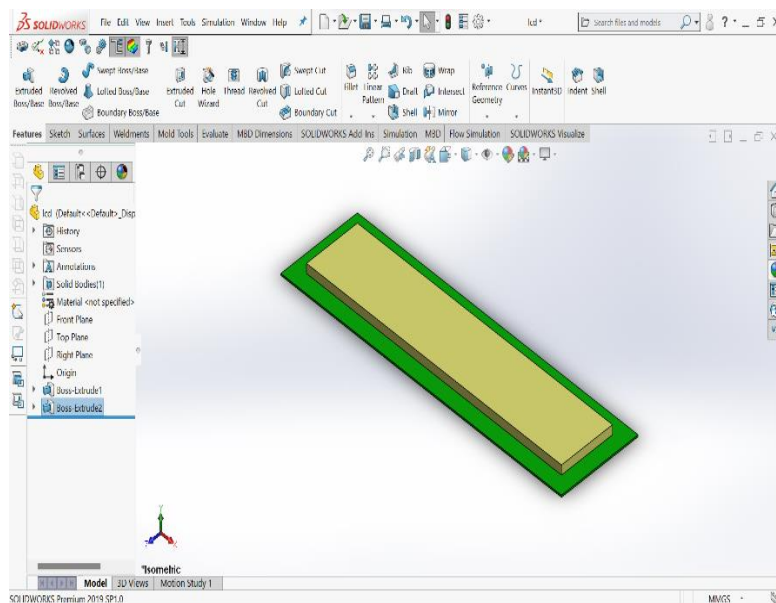 SOLIDWORKS File Edit View Insert Tools Simulation Window Help lcd * Search files and models
Extruded Boss/Base Revolved Boss/Base Swept Boss/Base Lofted Boss/Base Boundary Boss/Base Extruded Cut Hole Wizard Thread Revolved Cut Swept Cut Lofted Cut Boundary Cut Fillet Linear Pattern Rib Draft Shell Wrap Intersect Mirror Reference Geometry Curves Instant3D Indent Shell
Features Sketch Surfaces Weldments Mold Tools Evaluate MBD Dimensions SOLIDWORKS Add Ins Simulation MBD Flow Simulation SOLIDWORKS Visualize
lcd (Default<<Default>_Disp
History
Sensors
Annotations
Solid Bodies(1)
Material <not specified>
Front Plane
Top Plane
Right Plane
Origin
Boss-Extrude1
Boss-Extrude2
*Isometric
Model 3D Views Motion Study 1
SOLIDWORKS Premium 2019 SP1.0 MMGS